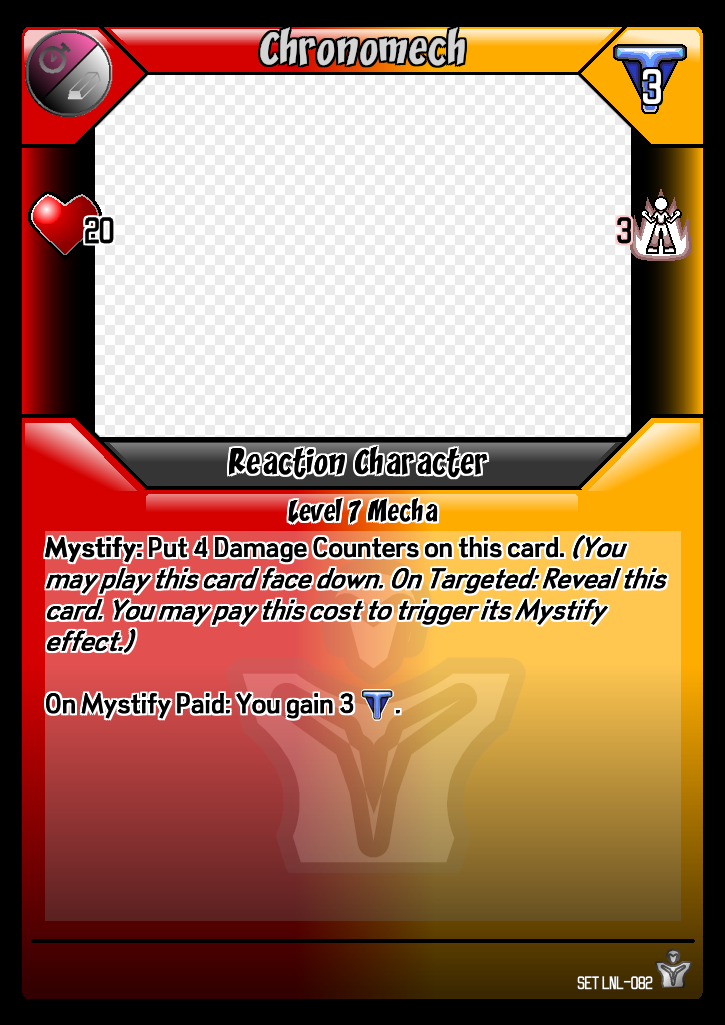 Chronomech
3
20
3
Reaction Character
Level 7 Mecha
Mystify: Put 4 Damage Counters on this card. (You
may play this card face down. On Targeted: Reveal this
card. You may pay this cost to trigger its Mystify
effect.)
On Mystify Paid: You gain 3 T.
SET LNL-082